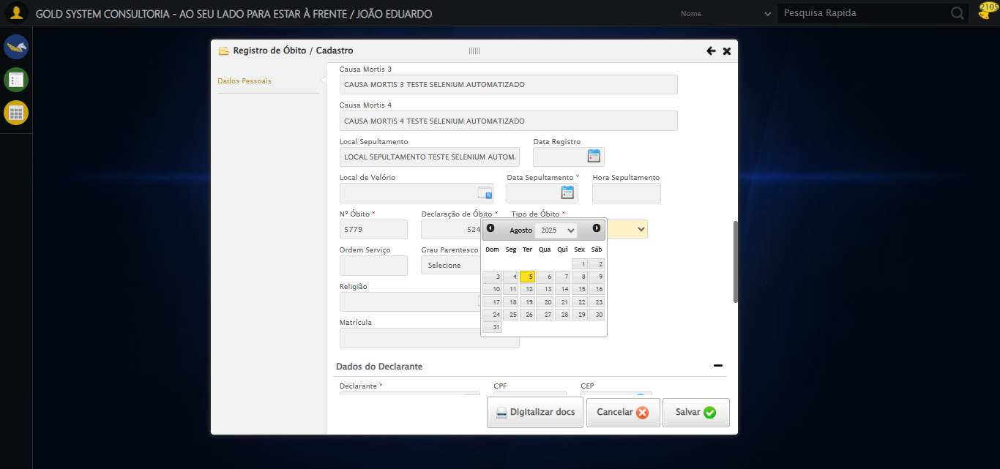 GOLD SYSTEM CONSULTORIA - AO SEU LADO PARA ESTAR À FRENTE / JOÃO EDUARDO
Nome
Pesquisa Rapida
2105
Registro de Óbito / Cadastro
Dados Pessoais
Causa Mortis 3
CAUSA MORTIS 3 TESTE SELENIUM AUTOMATIZADO
Causa Mortis 4
CAUSA MORTIS 4 TESTE SELENIUM AUTOMATIZADO
Local Sepultamento Data Registro
LOCAL SEPULTAMENTO TESTE SELENIUM AUTOM
Local de Velório Data Sepultamento * Hora Sepultamento
Nº Óbito * Declaração de Óbito * Tipo de Óbito *
5779 524
Agosto 2025
Dom Seg Ter Qua Qui Sex Sáb
1 2
3 4 5 6 7 8 9
10 11 12 13 14 15 16
17 18 19 20 21 22 23
24 25 26 27 28 29 30
31
Ordem Serviço Grau Parentesco
Selecione
Religião
Matrícula
Dados do Declarante
Declarante * CPF CEP
Digitalizar docs Cancelar Salvar